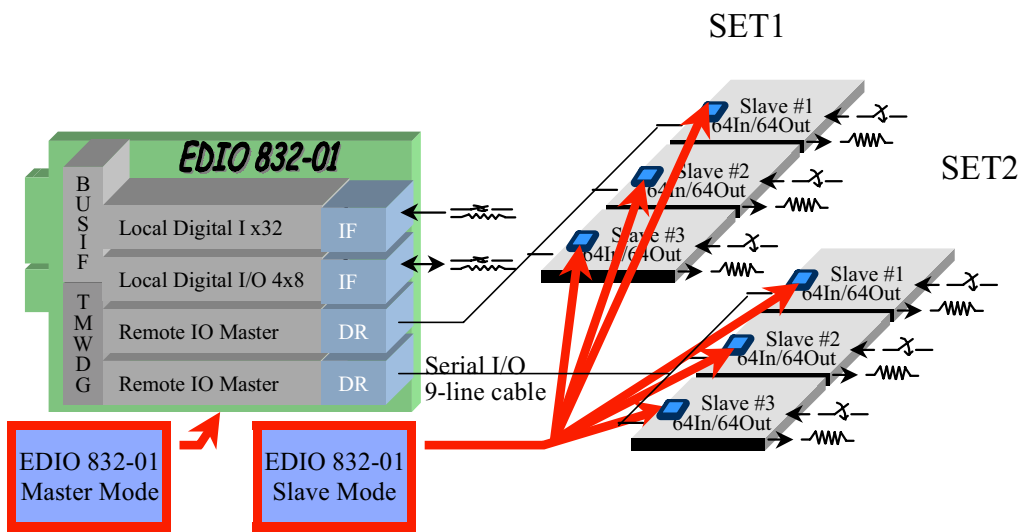 SET1
SET2
EDIO 832-01
BUSIF
TMWDG
Local Digital I x32
IF
Local Digital I/O 4x8
IF
Remote IO Master
DR
Remote IO Master
DR
Serial I/O
9-line cable
Slave #1
64In/64Out
Slave #2
64In/64Out
Slave #3
64In/64Out
Slave #1
64In/64Out
Slave #2
64In/64Out
Slave #3
64In/64Out
EDIO 832-01
Master Mode
EDIO 832-01
Slave Mode